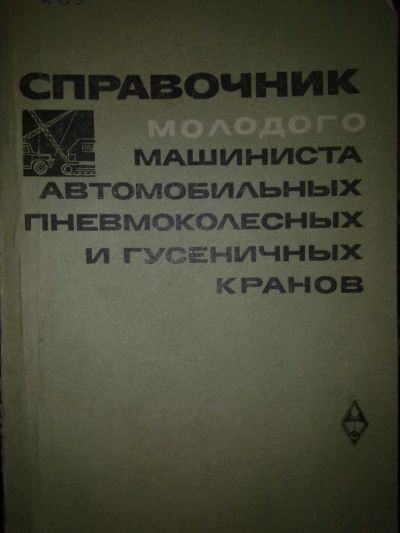 СПРАВОЧНИК
МОЛОДОГО
МАШИНИСТА
АВТОМОБИЛЬНЫХ
ПНЕВМОКОЛЕСНЫХ
И ГУСЕНИЧНЫХ
КРАНОВ